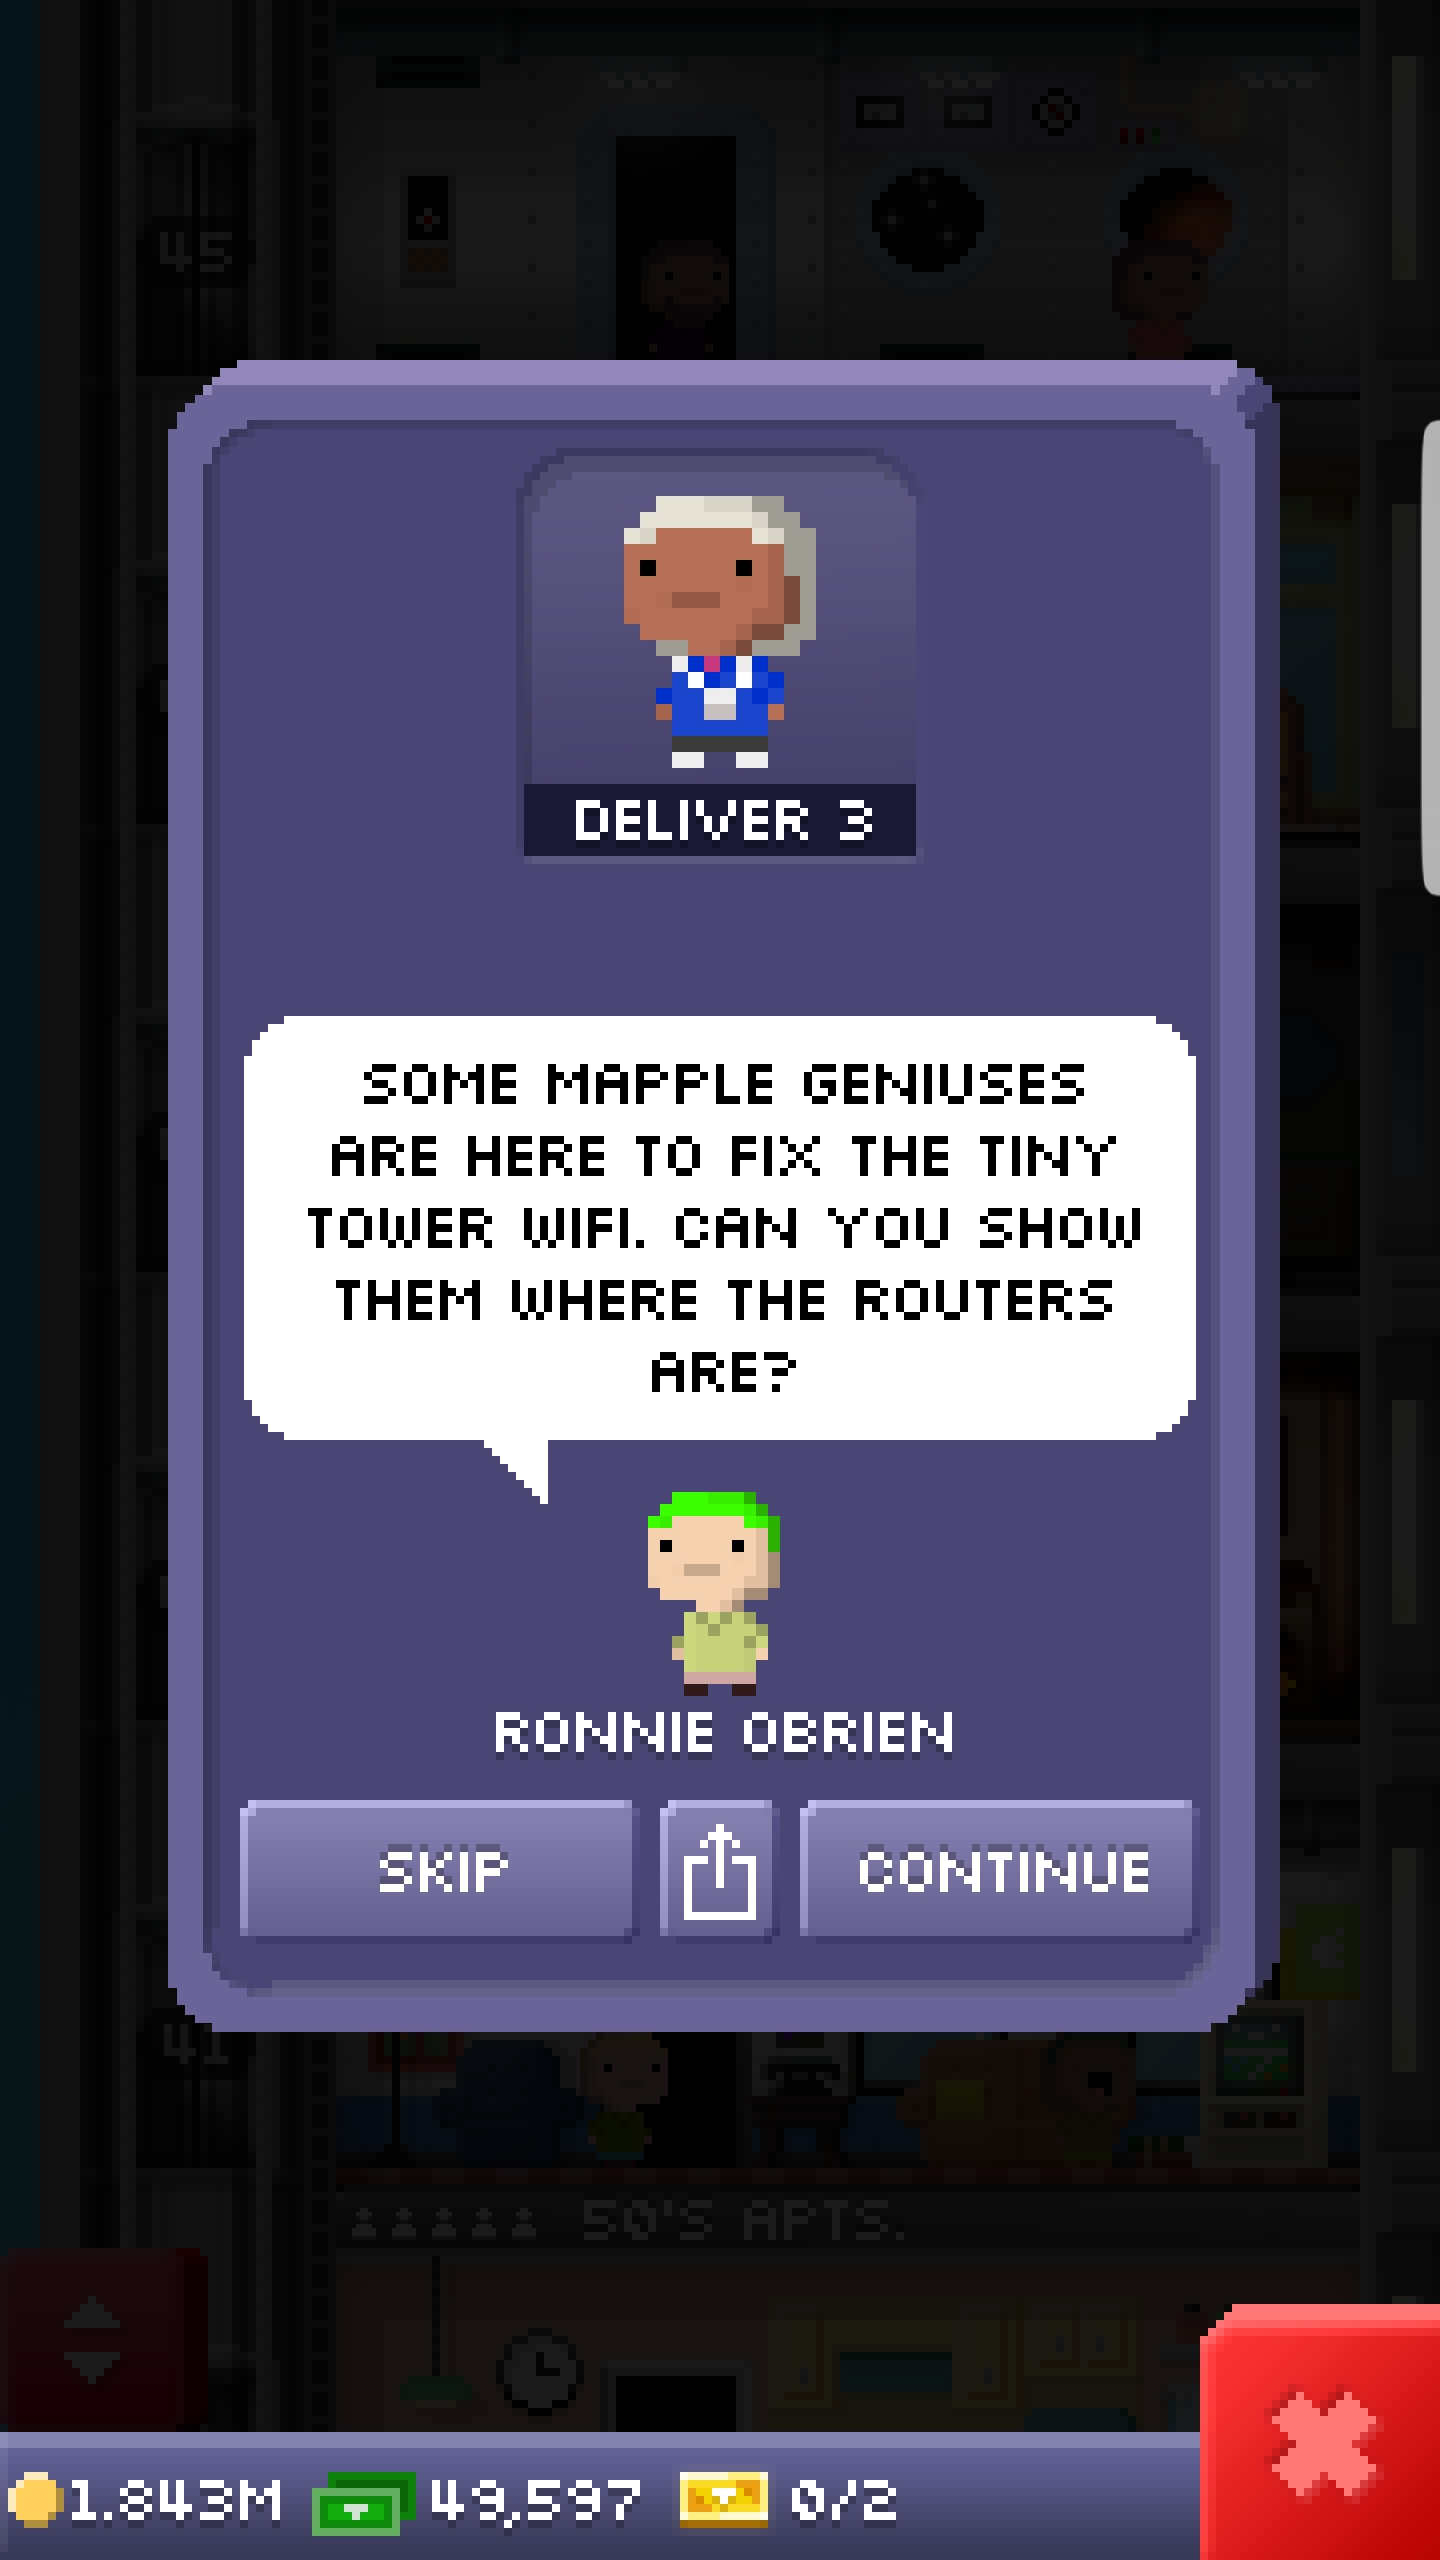 45
DELIVER 3
SOME MAPPLE GENIUSES
ARE HERE TO FIX THE TINY
TOWER WIFI. CAN YOU SHOW
THEM WHERE THE ROUTERS
ARE?
RONNIE OBRIEN
SKIP
CONTINUE
41
50'S APTS.
1.843M
49,597
0/2